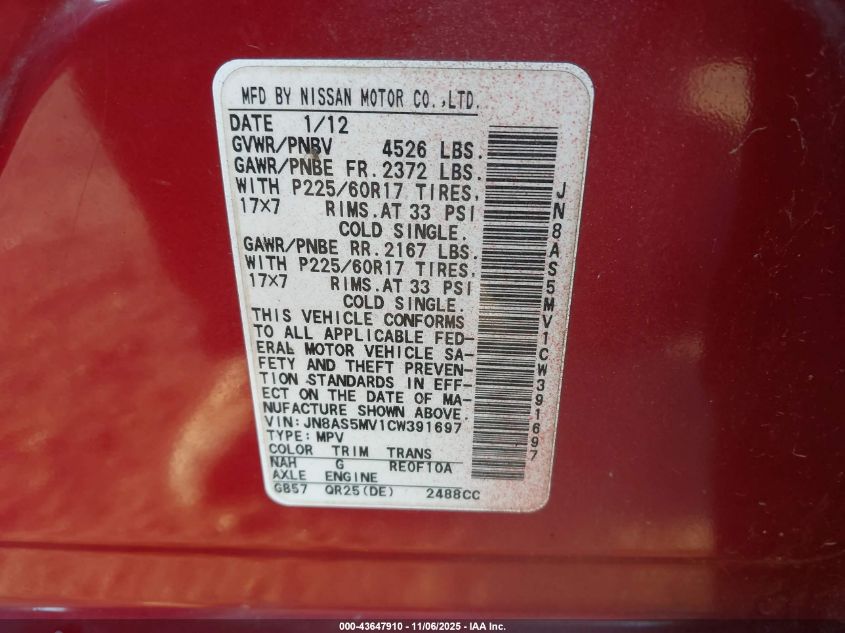 MFD BY NISSAN MOTOR CO.,LTD.
DATE 1/12
GVWR/PNBV 4526 LBS.
GAWR/PNBE FR. 2372 LBS.
WITH P225/60R17 TIRES,
17×7 RIMS.AT 33 PSI
COLD SINGLE.
GAWR/PNBE RR. 2167 LBS.
WITH P225/60R17 TIRES,
17×7 RIMS.AT 33 PSI
COLD SINGLE.
THIS VEHICLE CONFORMS
TO ALL APPLICABLE FED-
ERAL MOTOR VEHICLE SA-
FETY AND THEFT PREVEN-
TION STANDARDS IN EFF-
ECT ON THE DATE OF MA-
NUFACTURE SHOWN ABOVE.
VIN: JN8AS5MV1CW391697
TYPE: MPV
COLOR TRIM TRANS
NAH G RE0F10A
AXLE ENGINE
GB57 QR25(DE) 2488CC
JN8AS5MV1CW391697
000-43647910 - 11/06/2025 - IAA Inc.